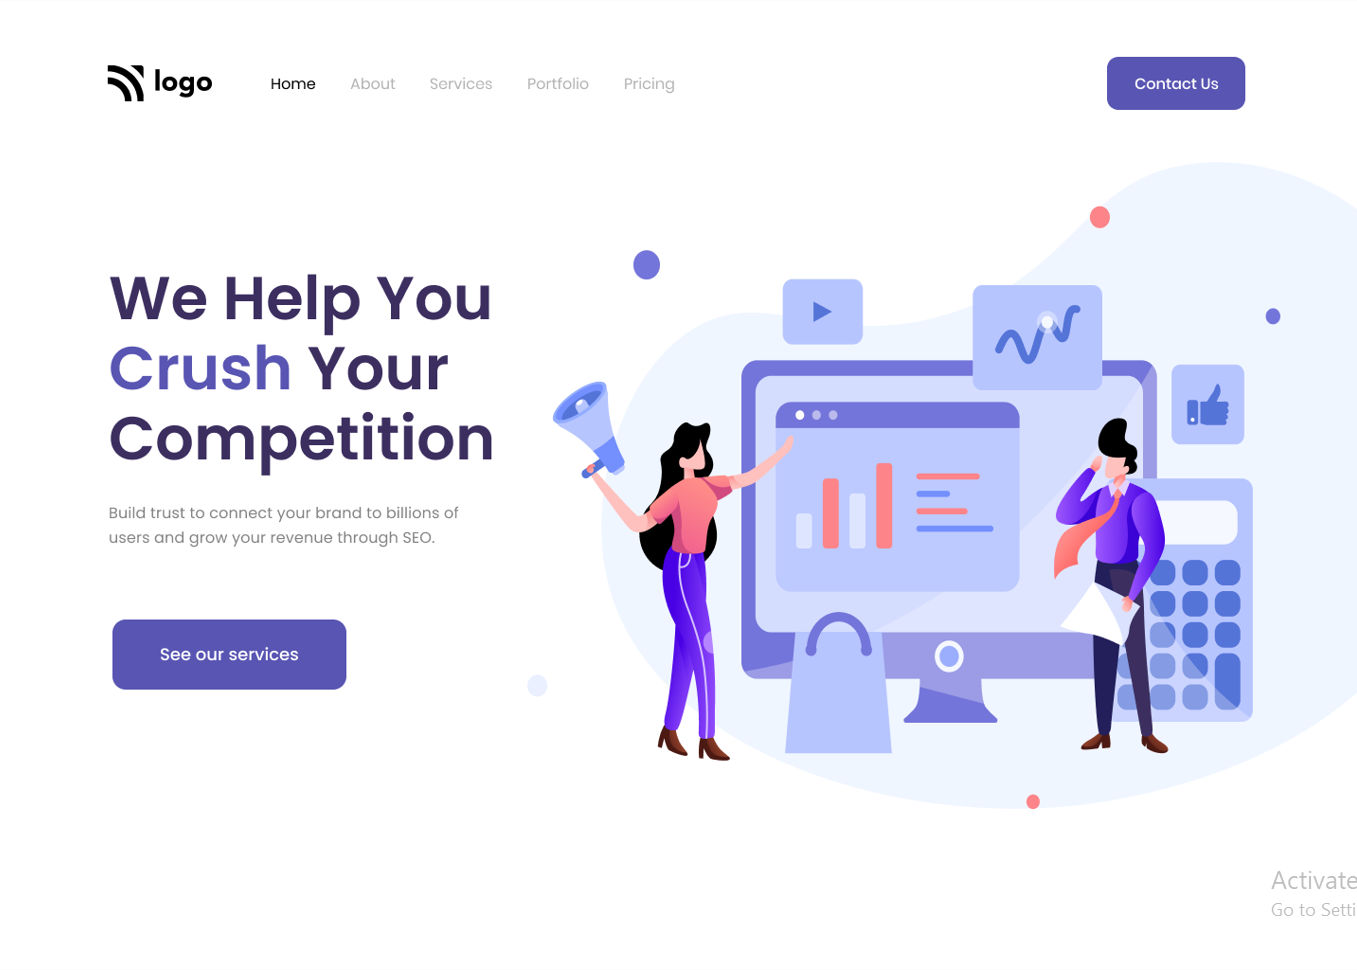 logo
Home
About
Services
Portfolio
Pricing
Contact Us
We Help You
Crush Your
Competition
Build trust to connect your brand to billions of
users and grow your revenue through SEO.
See our services
Activate
Go to Setti